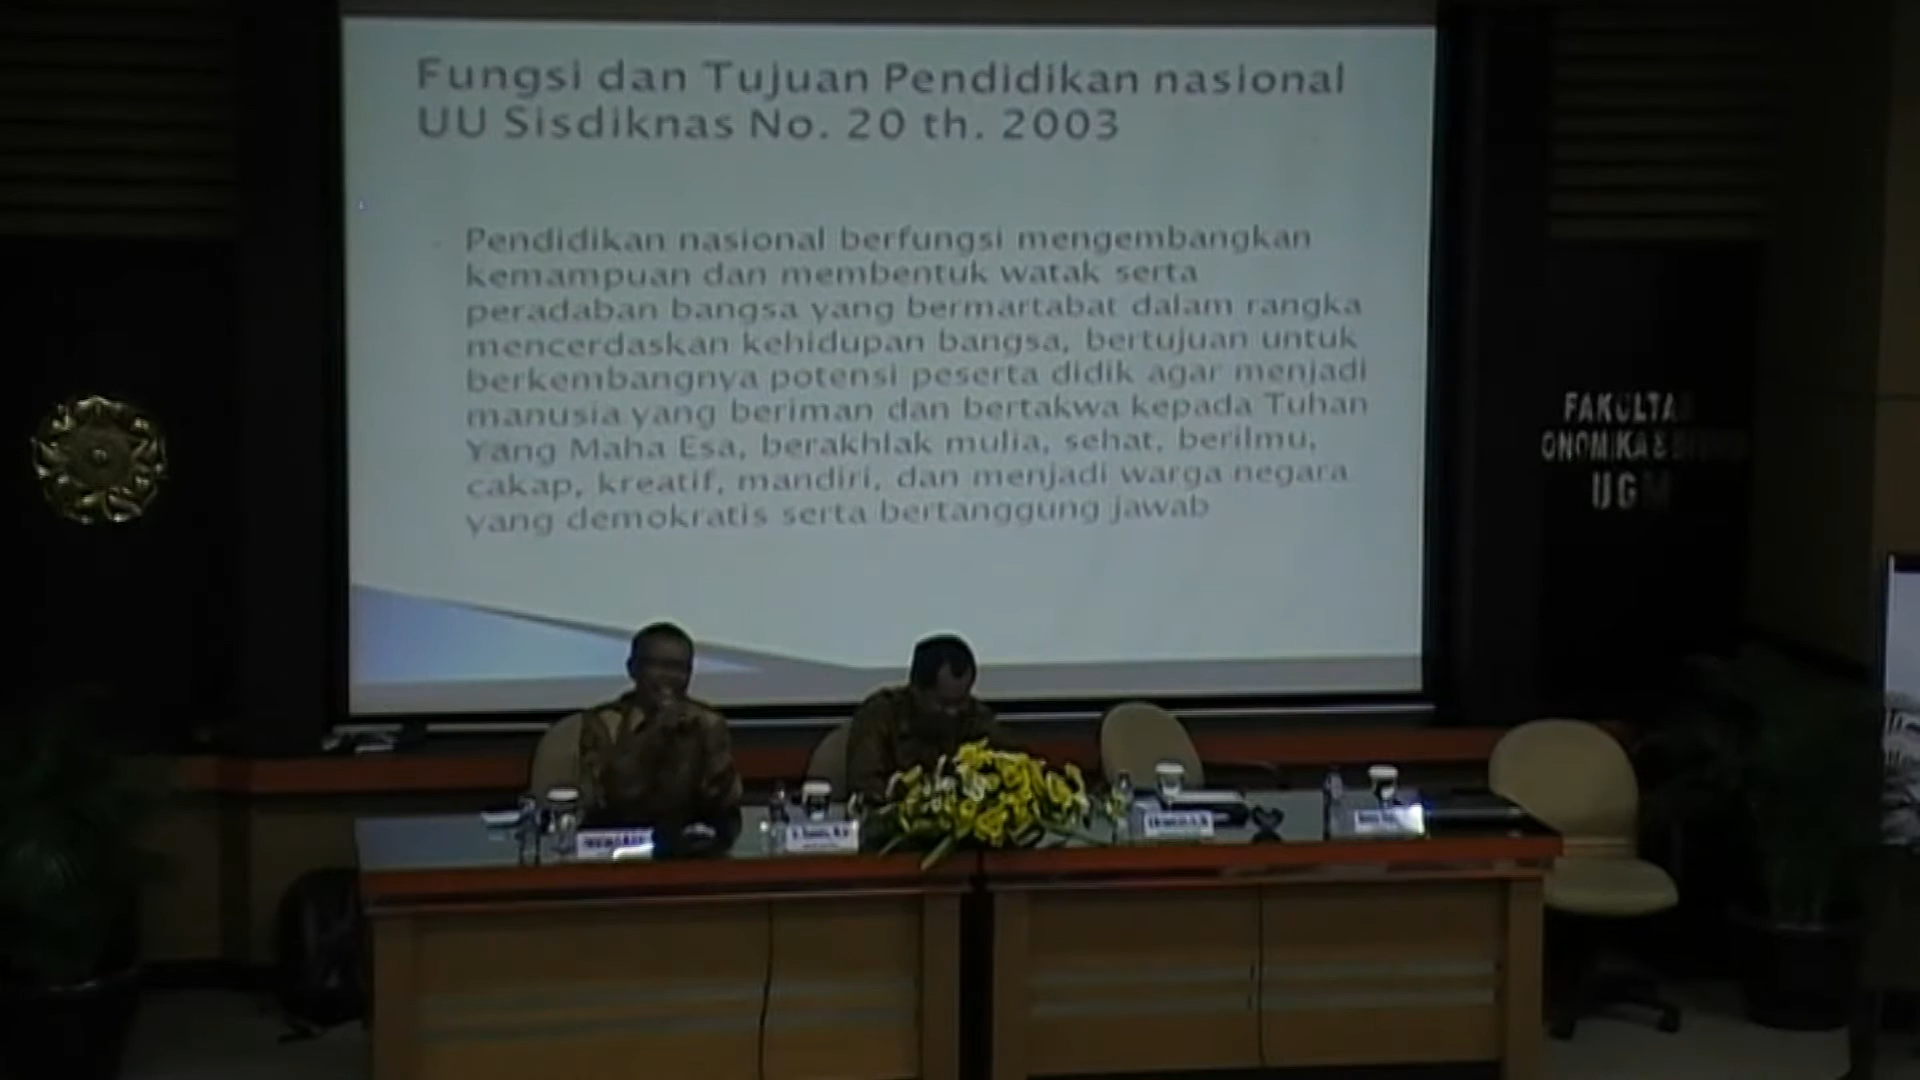 Fungsi dan Tujuan Pendidikan nasional
UU Sisdiknas No. 20 th. 2003
- Pendidikan nasional berfungsi mengembangkan
kemampuan dan membentuk watak serta
peradaban bangsa yang bermartabat dalam rangka
mencerdaskan kehidupan bangsa, bertujuan untuk
berkembangnya potensi peserta didik agar menjadi
manusia yang beriman dan bertakwa kepada Tuhan
Yang Maha Esa, berakhlak mulia, sehat, berilmu,
cakap, kreatif, mandiri, dan menjadi warga negara
yang demokratis serta bertanggung jawab
FAKULTA
ONOMIKA &
UGM